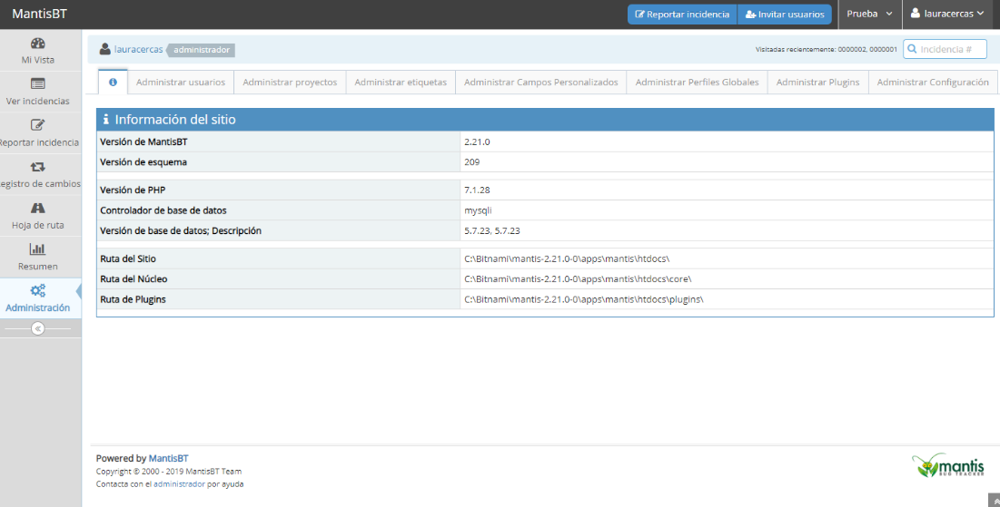 MantisBT
Reportar incidencia
Invitar usuarios
Prueba
lauracercas
Mi Vista
Ver incidencias
Reportar incidencia
egistro de cambios
Hoja de ruta
Resumen
Administración
lauracercas administrador
Visitadas recientemente: 0000002, 0000001
Incidencia #
Administrar usuarios
Administrar proyectos
Administrar etiquetas
Administrar Campos Personalizados
Administrar Perfiles Globales
Administrar Plugins
Administrar Configuración
Información del sitio
Versión de MantisBT 2.21.0
Versión de esquema 209
Versión de PHP 7.1.28
Controlador de base de datos mysqli
Versión de base de datos; Descripción 5.7.23, 5.7.23
Ruta del Sitio C:\Bitnami\mantis-2.21.0-0\apps\mantis\htdocs\
Ruta del Núcleo C:\Bitnami\mantis-2.21.0-0\apps\mantis\htdocs\core\
Ruta de Plugins C:\Bitnami\mantis-2.21.0-0\apps\mantis\htdocs\plugins\
Powered by MantisBT
Copyright © 2000 - 2019 MantisBT Team
Contacta con el administrador por ayuda
mantis
BUG TRACKER